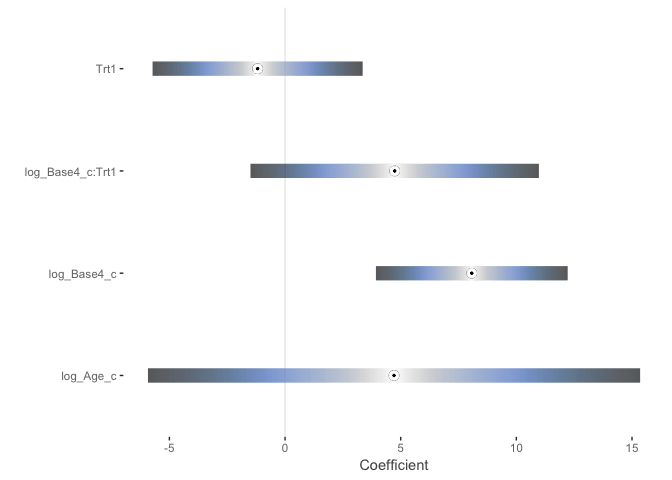 Trt1
log_Base4_c:Trt1
log_Base4_c
log_Age_c
-5 0 5 10 15
Coefficient